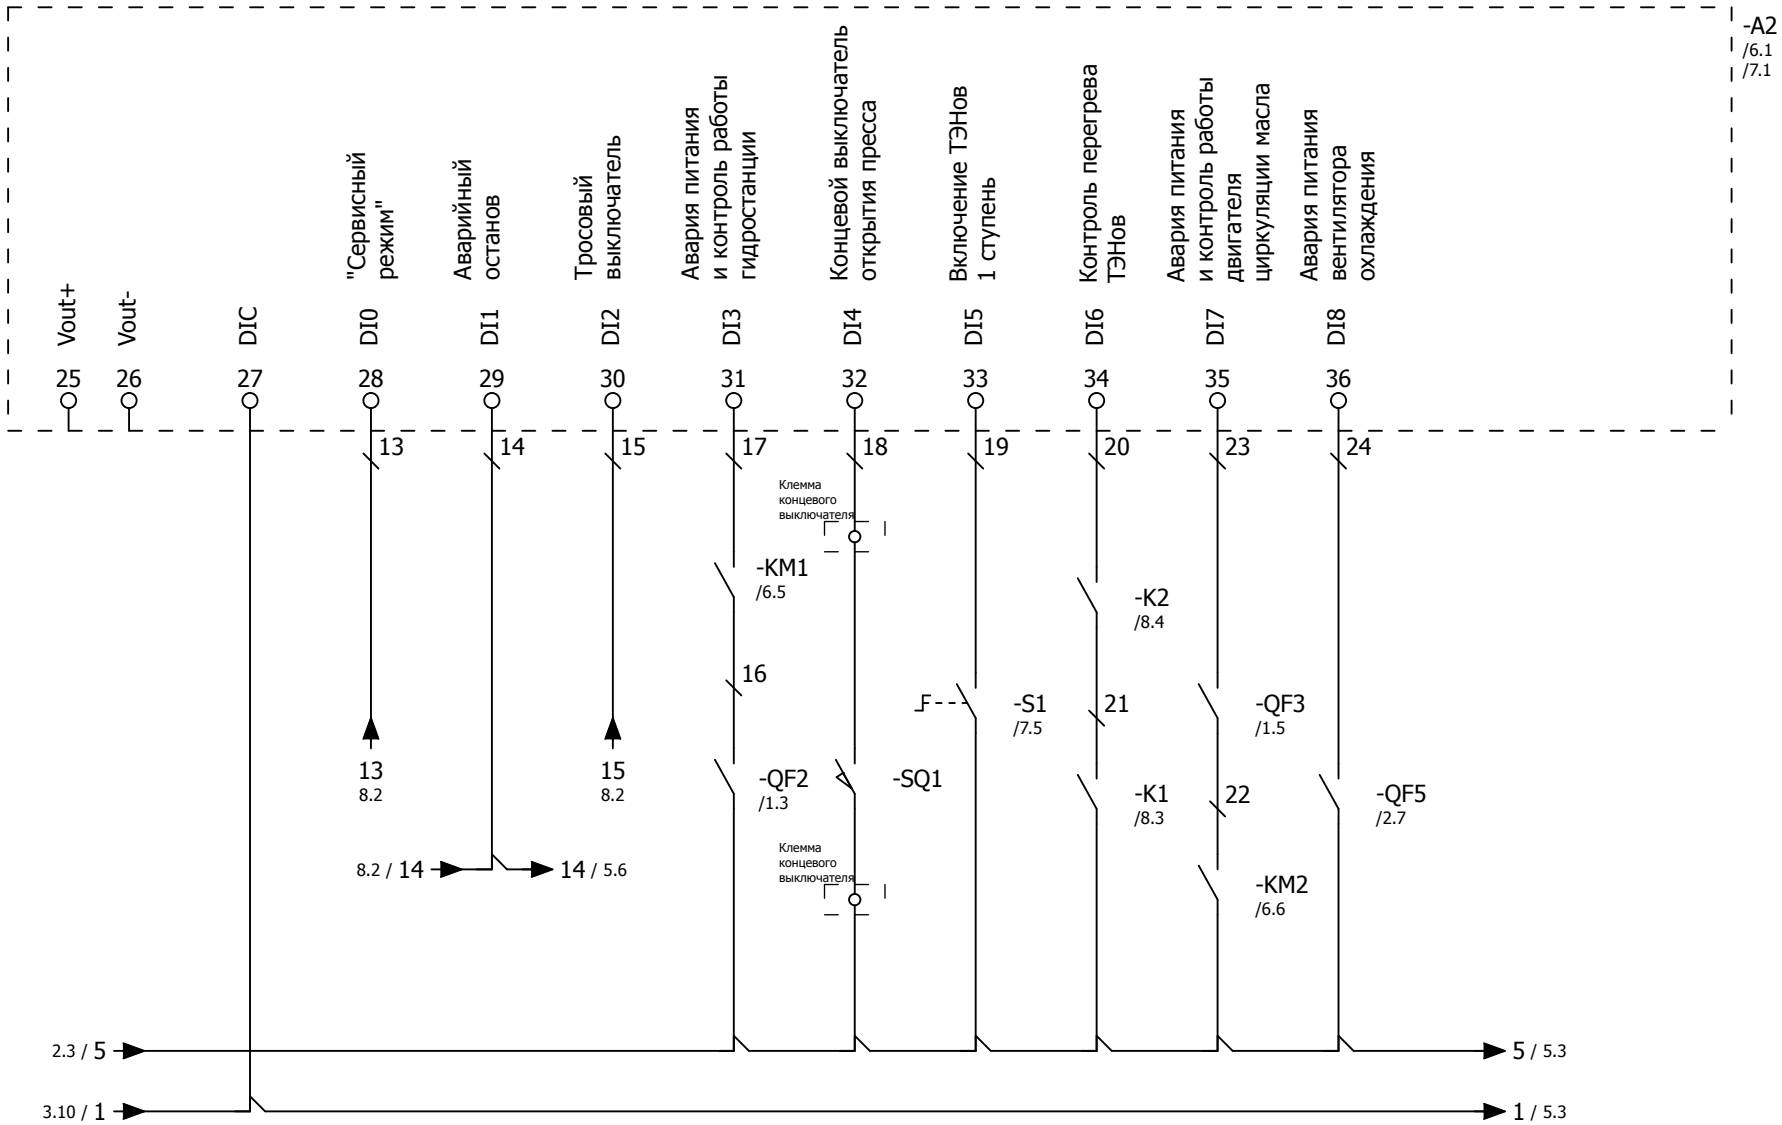 -A2
/6.1
/7.1
Vout+
Vout-
DIC
"Сервисный
режим"
DI0
Аварийный
останов
DI1
Тросовый
выключатель
DI2
Авария питания
и контроль работы
гидростанции
DI3
Концевой выключатель
открытия пресса
DI4
Включение ТЭНов
1 ступень
DI5
Контроль перегрева
ТЭНов
DI6
Авария питания
и контроль работы
двигателя
циркуляции масла
DI7
Авария питания
вентилятора
охлаждения
DI8
25 26 27 28 29 30 31 32 33 34 35 36
13 14 15 17 18 19 20 23 24
Клемма
концевого
выключателя
-KM1
/6.5
-K2
/8.4
16
-S1
/7.5
21
-QF3
/1.5
13
8.2
15
8.2
-QF2
/1.3
-SQ1
-K1
/8.3
22
-QF5
/2.7
Клемма
концевого
выключателя
8.2 / 14
14 / 5.6
-KM2
/6.6
2.3 / 5
5 / 5.3
3.10 / 1
1 / 5.3